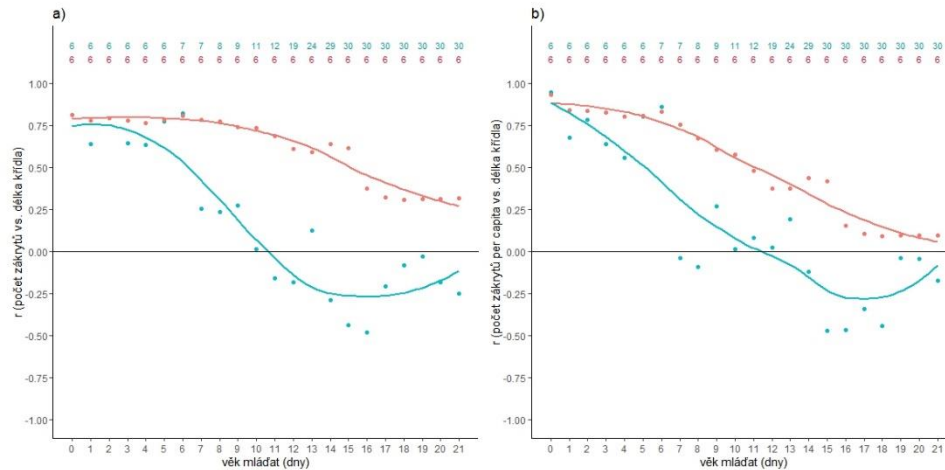 a)
6 6 6 6 6 6 7 7 8 9 11 12 19 24 29 30 30 30 30 30 30 30
6 6 6 6 6 6 6 6 6 6 6 6 6 6 6 6 6 6 6 6 6 6
r (počet zákrytů vs. délka křídla)
1.00
0.75
0.50
0.25
0.00
-0.25
-0.50
-0.75
-1.00
0 1 2 3 4 5 6 7 8 9 10 11 12 13 14 15 16 17 18 19 20 21
věk mláďat (dny)
b)
6 6 6 6 6 6 7 7 8 9 11 12 19 24 29 30 30 30 30 30 30 30
6 6 6 6 6 6 6 6 6 6 6 6 6 6 6 6 6 6 6 6 6 6
r (počet zákrytů per capita vs. délka křídla)
1.00
0.75
0.50
0.25
0.00
-0.25
-0.50
-0.75
-1.00
0 1 2 3 4 5 6 7 8 9 10 11 12 13 14 15 16 17 18 19 20 21
věk mláďat (dny)